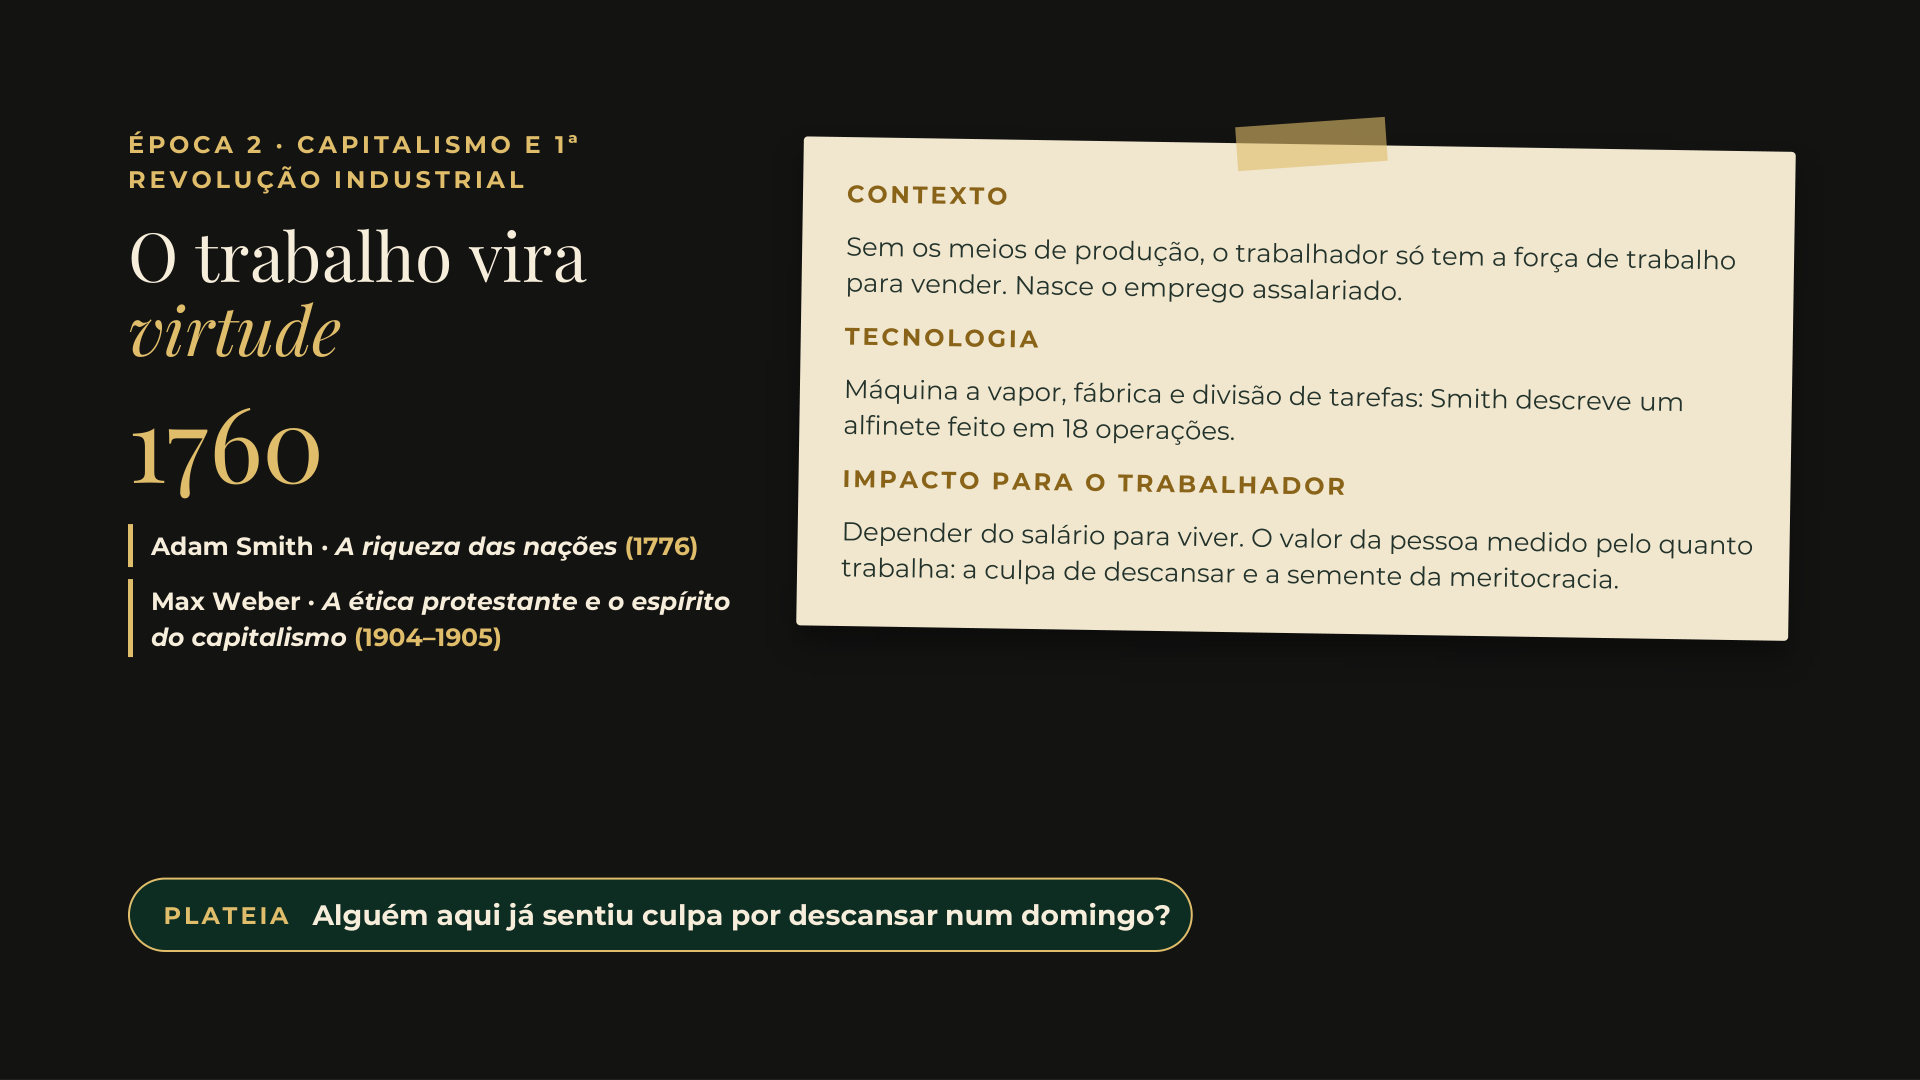 ÉPOCA 2 · CAPITALISMO E 1ª
REVOLUÇÃO INDUSTRIAL
O trabalho vira
virtude
1760
Adam Smith · A riqueza das nações (1776)
Max Weber · A ética protestante e o espírito
do capitalismo (1904–1905)
CONTEXTO
Sem os meios de produção, o trabalhador só tem a força de trabalho
para vender. Nasce o emprego assalariado.
TECNOLOGIA
Máquina a vapor, fábrica e divisão de tarefas: Smith descreve um
alfinete feito em 18 operações.
IMPACTO PARA O TRABALHADOR
Depender do salário para viver. O valor da pessoa medido pelo quanto
trabalha: a culpa de descansar e a semente da meritocracia.
PLATEIA Alguém aqui já sentiu culpa por descansar num domingo?